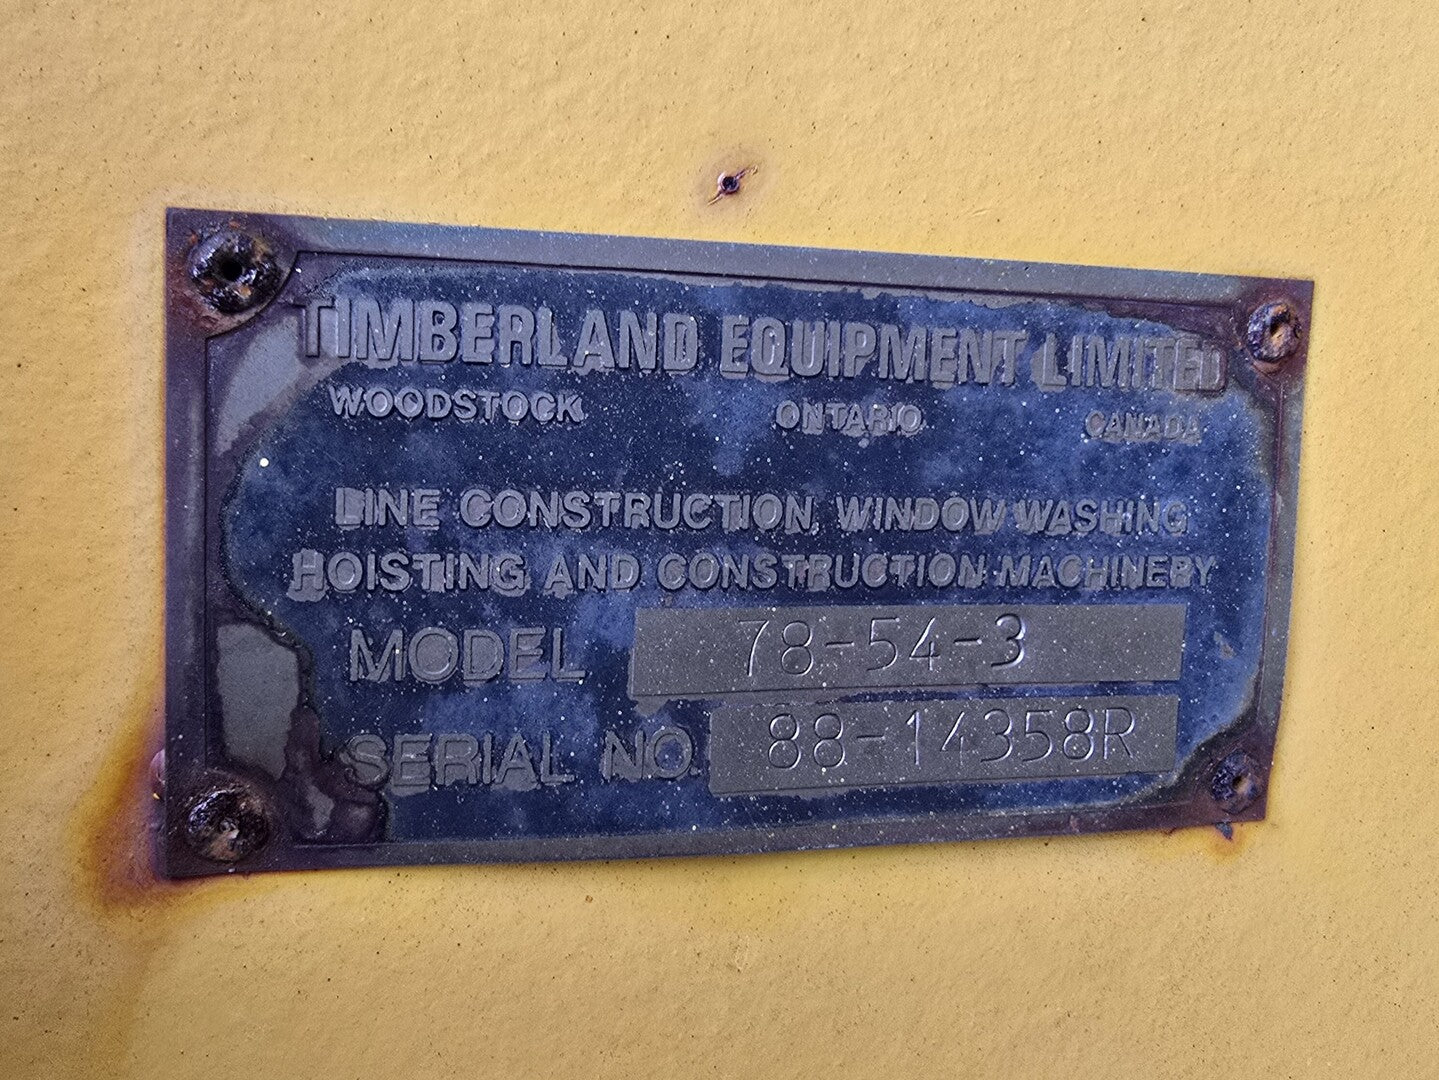 TIMBERLAND EQUIPMENT LIMITED
WOODSTOCK ONTARIO CANADA
LINE CONSTRUCTION, WINDOW WASHING
HOISTING AND CONSTRUCTION MACHINERY
MODEL 78-54-3
SERIAL NO. 88-14358R